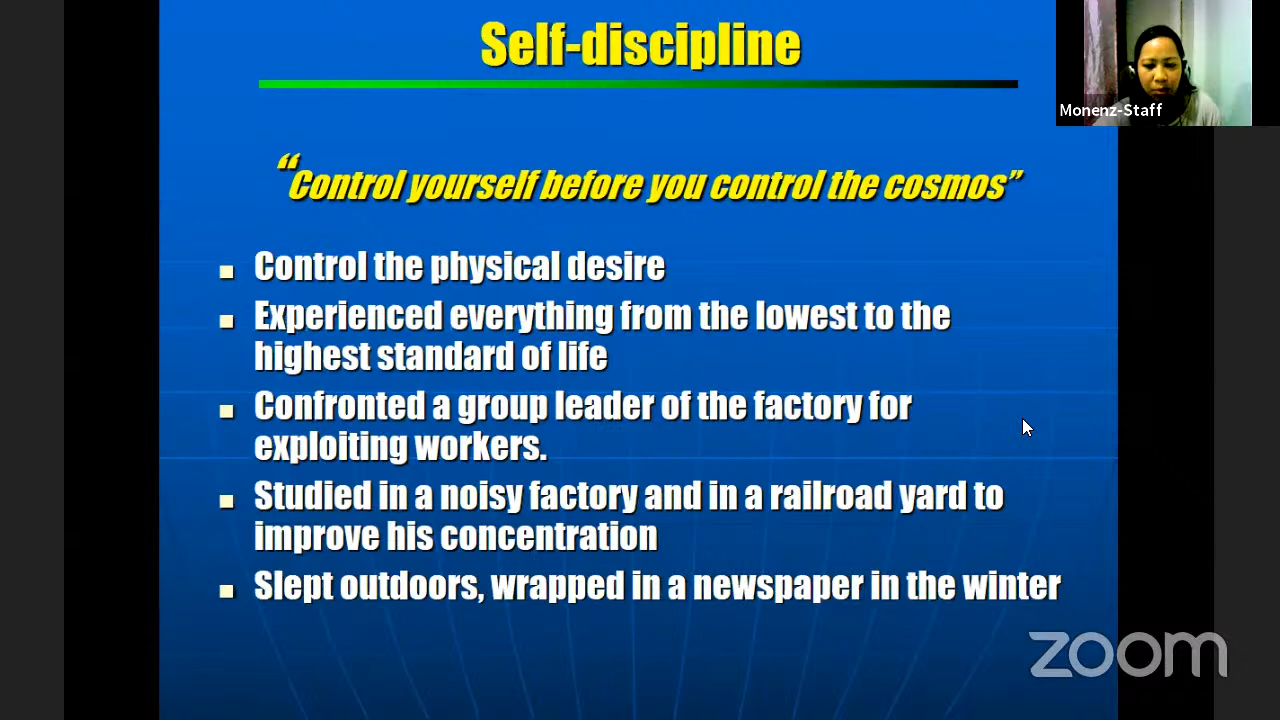 Self-discipline
Monenz-Staff
“Control yourself before you control the cosmos”
Control the physical desire
Experienced everything from the lowest to the
highest standard of life
Confronted a group leader of the factory for
exploiting workers.
Studied in a noisy factory and in a railroad yard to
improve his concentration
Slept outdoors, wrapped in a newspaper in the winter
zoom